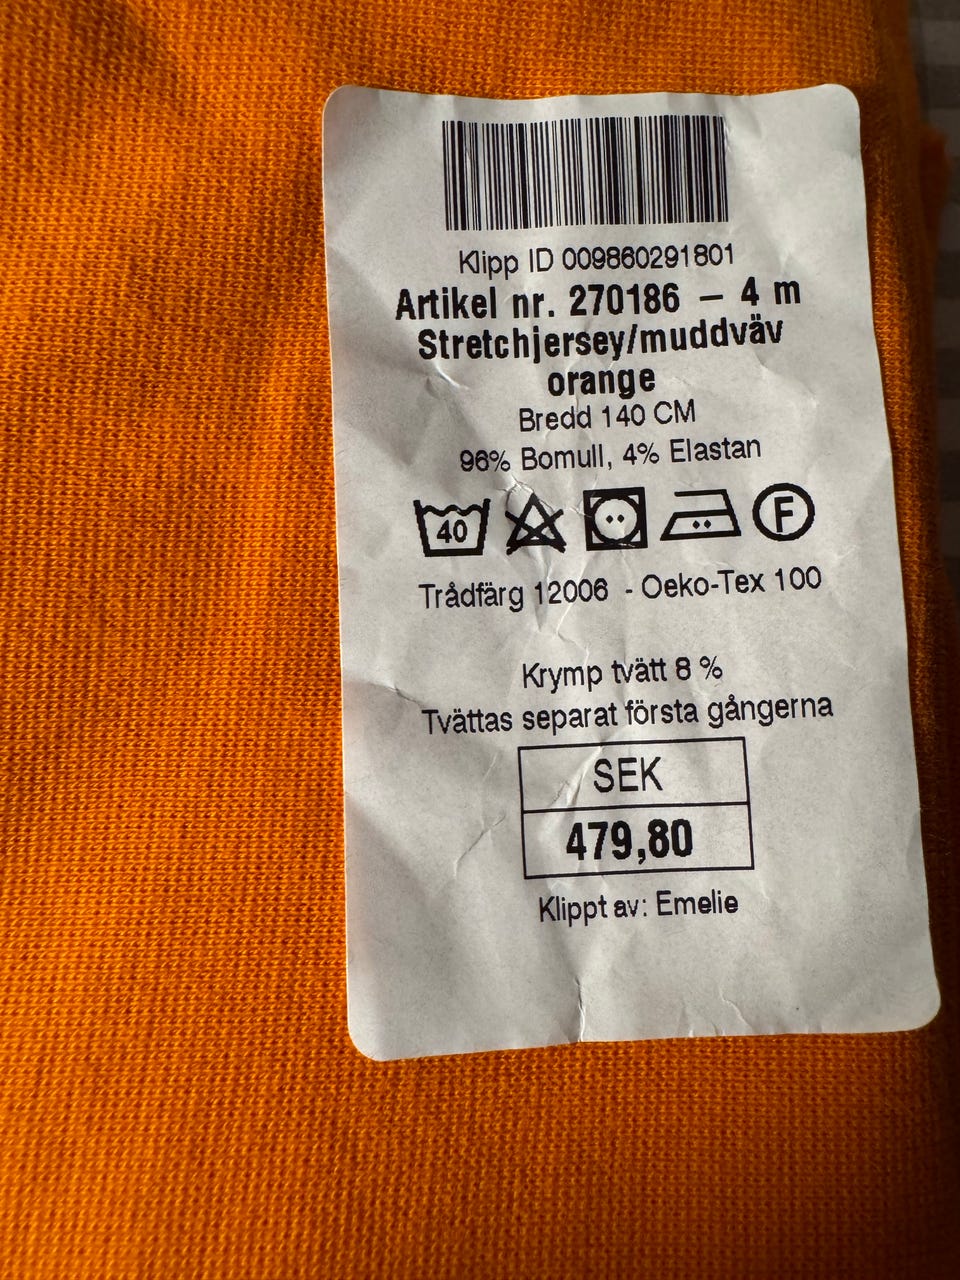 Klipp ID 009860291801
Artikel nr. 270186 – 4 m
Stretchjersey/muddväv
orange
Bredd 140 CM
96% Bomull, 4% Elastan
40 F
Trådfärg 12006 - Oeko-Tex 100
Krymp tvätt 8 %
Tvättas separat första gångerna
SEK
479,80
Klippt av: Emelie